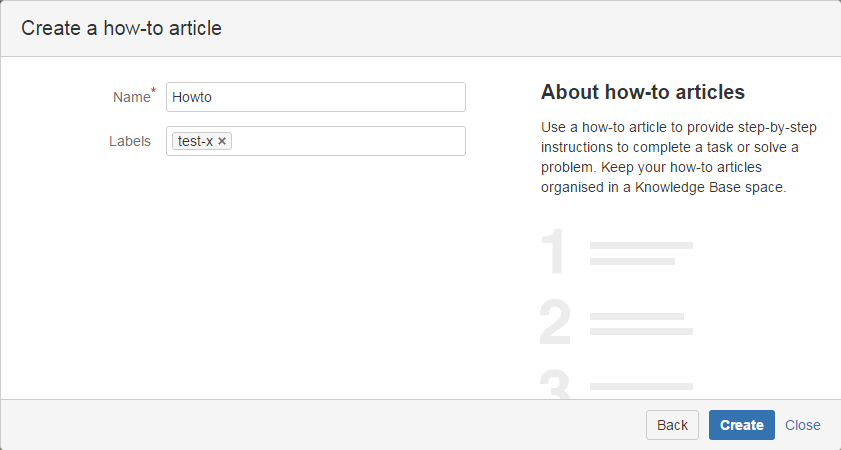 Create a how-to article
Name*
Howto
Labels
test-x ×
About how-to articles
Use a how-to article to provide step-by-step
instructions to complete a task or solve a
problem. Keep your how-to articles
organised in a Knowledge Base space.
1
2
3
Back
Create
Close